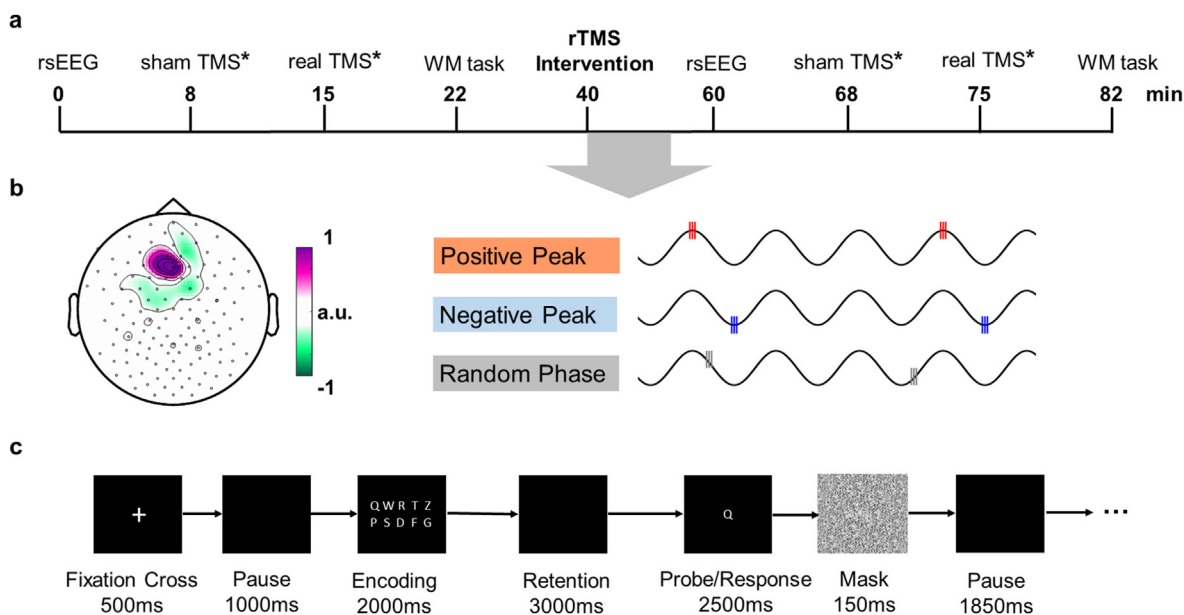 a
rTMS
Intervention
rsEEG sham TMS* real TMS* WM task rsEEG sham TMS* real TMS* WM task
0 8 15 22 40 60 68 75 82 min
b
1
a.u.
-1
Positive Peak
Negative Peak
Random Phase
c
+
Q W R T Z
P S D F G
Q
...
Fixation Cross Pause Encoding Retention Probe/Response Mask Pause
500ms 1000ms 2000ms 3000ms 2500ms 150ms 1850ms